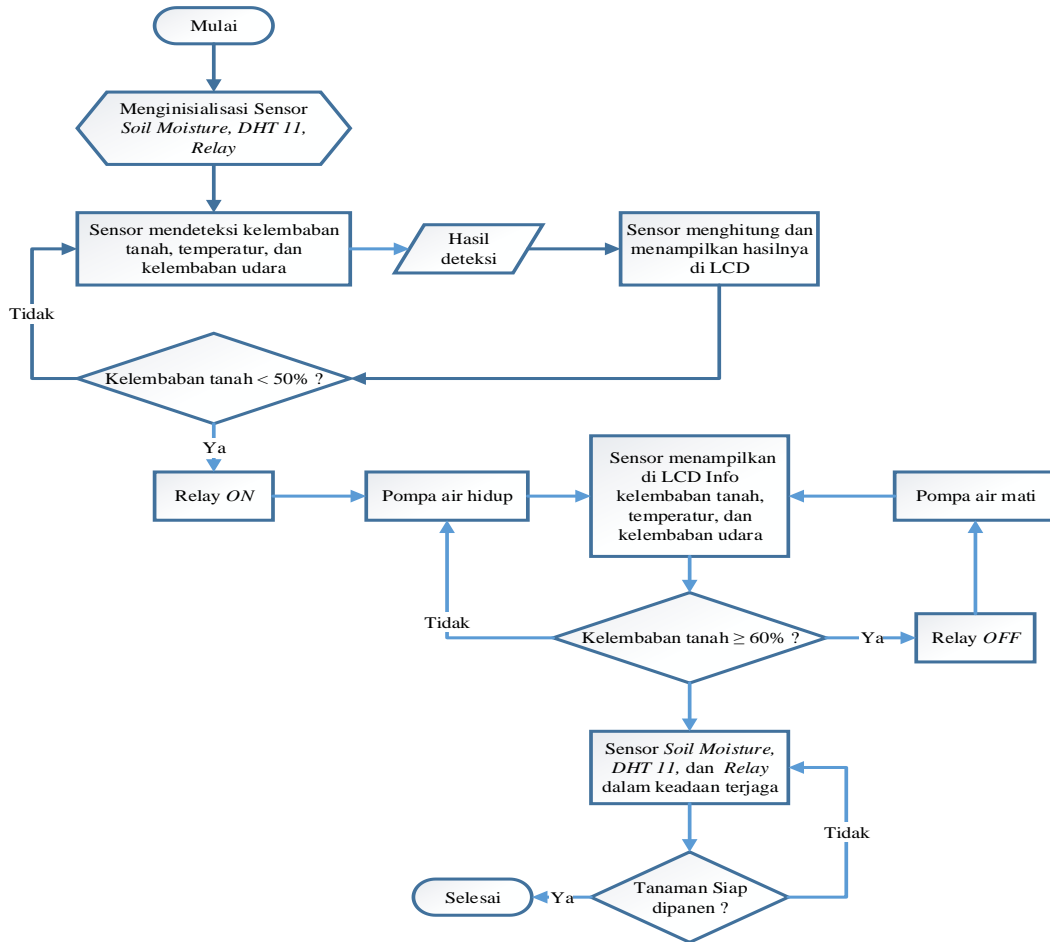 Mulai
Menginisialisasi Sensor
Soil Moisture, DHT 11,
Relay
Sensor mendeteksi kelembaban
tanah, temperatur, dan
kelembaban udara
Hasil
deteksi
Sensor menghitung dan
menampilkan hasilnya
di LCD
Tidak
Kelembaban tanah < 50% ?
Ya
Relay ON
Pompa air hidup
Sensor menampilkan
di LCD Info
kelembaban tanah,
temperatur, dan
kelembaban udara
Pompa air mati
Tidak
Kelembaban tanah ≥ 60% ?
Ya
Relay OFF
Sensor Soil Moisture,
DHT 11, dan Relay
dalam keadaan terjaga
Tidak
Tanaman Siap
dipanen ?
Ya
Selesai